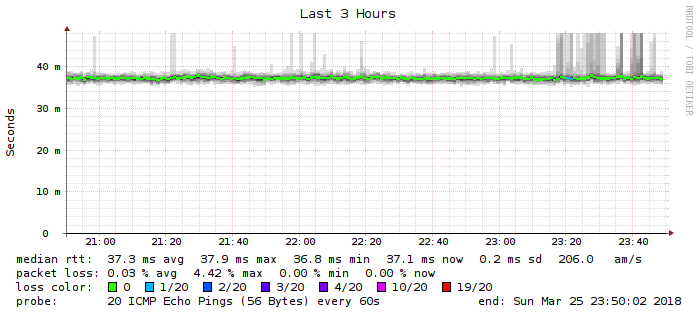 Last 3 Hours
RRDTOOL / TOBI OETIKER
Seconds
40 m
30 m
20 m
10 m
0
21:00 21:20 21:40 22:00 22:20 22:40 23:00 23:20 23:40
median rtt: 37.3 ms avg 37.9 ms max 36.8 ms min 37.1 ms now 0.2 ms sd 206.0 am/s
packet loss: 0.03 % avg 4.42 % max 0.00 % min 0.00 % now
loss color: 0 1/20 2/20 3/20 4/20 10/20 19/20
probe: 20 ICMP Echo Pings (56 Bytes) every 60s end: Sun Mar 25 23:50:02 2018